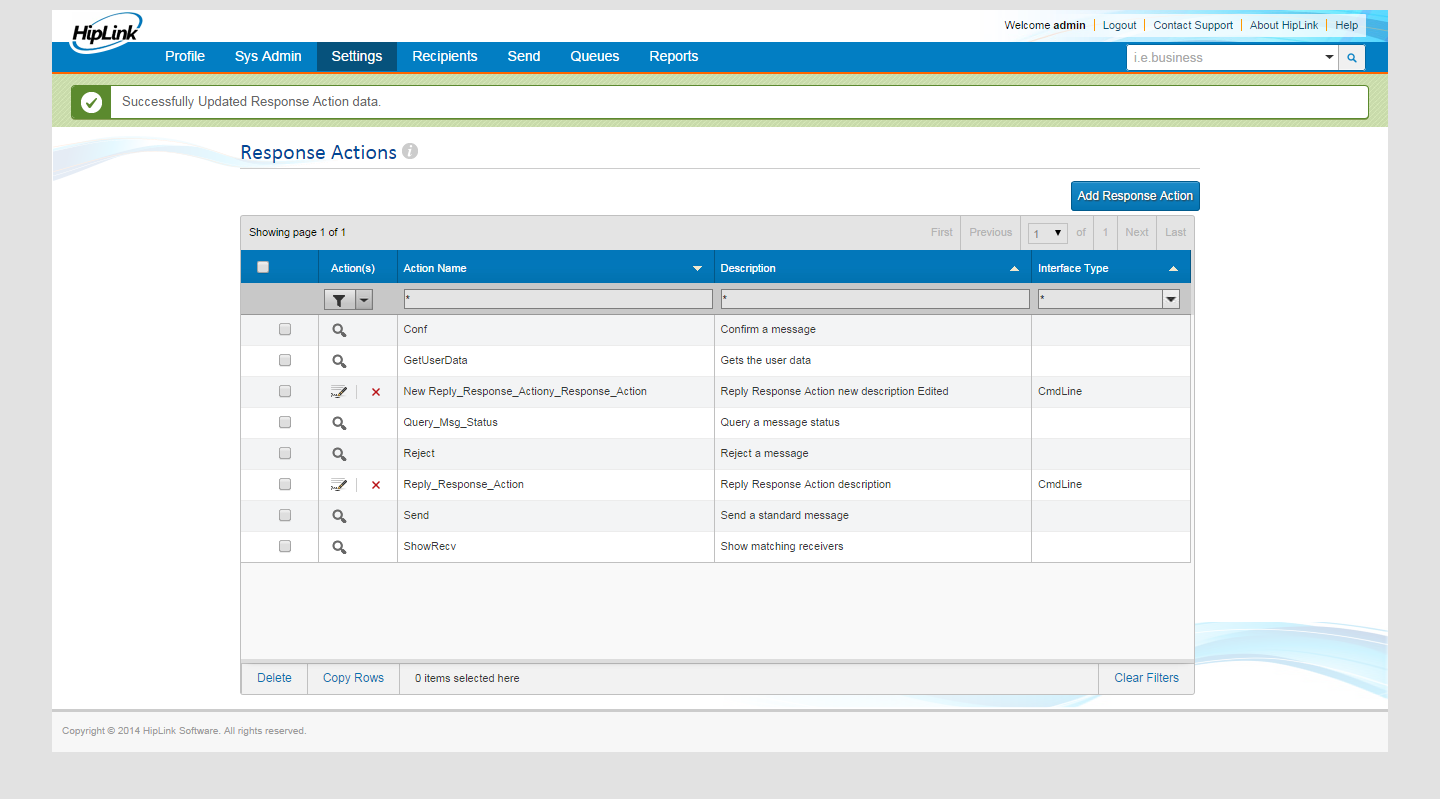 HipLink
Welcome admin Logout Contact Support About HipLink Help
Profile Sys Admin Settings Recipients Send Queues Reports i.e.business
Successfully Updated Response Action data.
Response Actions i
Add Response Action
Showing page 1 of 1 First Previous 1 of 1 Next Last
Action(s) Action Name Description Interface Type
* * *
Conf Confirm a message
GetUserData Gets the user data
New Reply_Response_Actiony_Response_Action Reply Response Action new description Edited CmdLine
Query_Msg_Status Query a message status
Reject Reject a message
Reply_Response_Action Reply Response Action description CmdLine
Send Send a standard message
ShowRecv Show matching receivers
Delete Copy Rows 0 items selected here Clear Filters
Copyright © 2014 HipLink Software. All rights reserved.